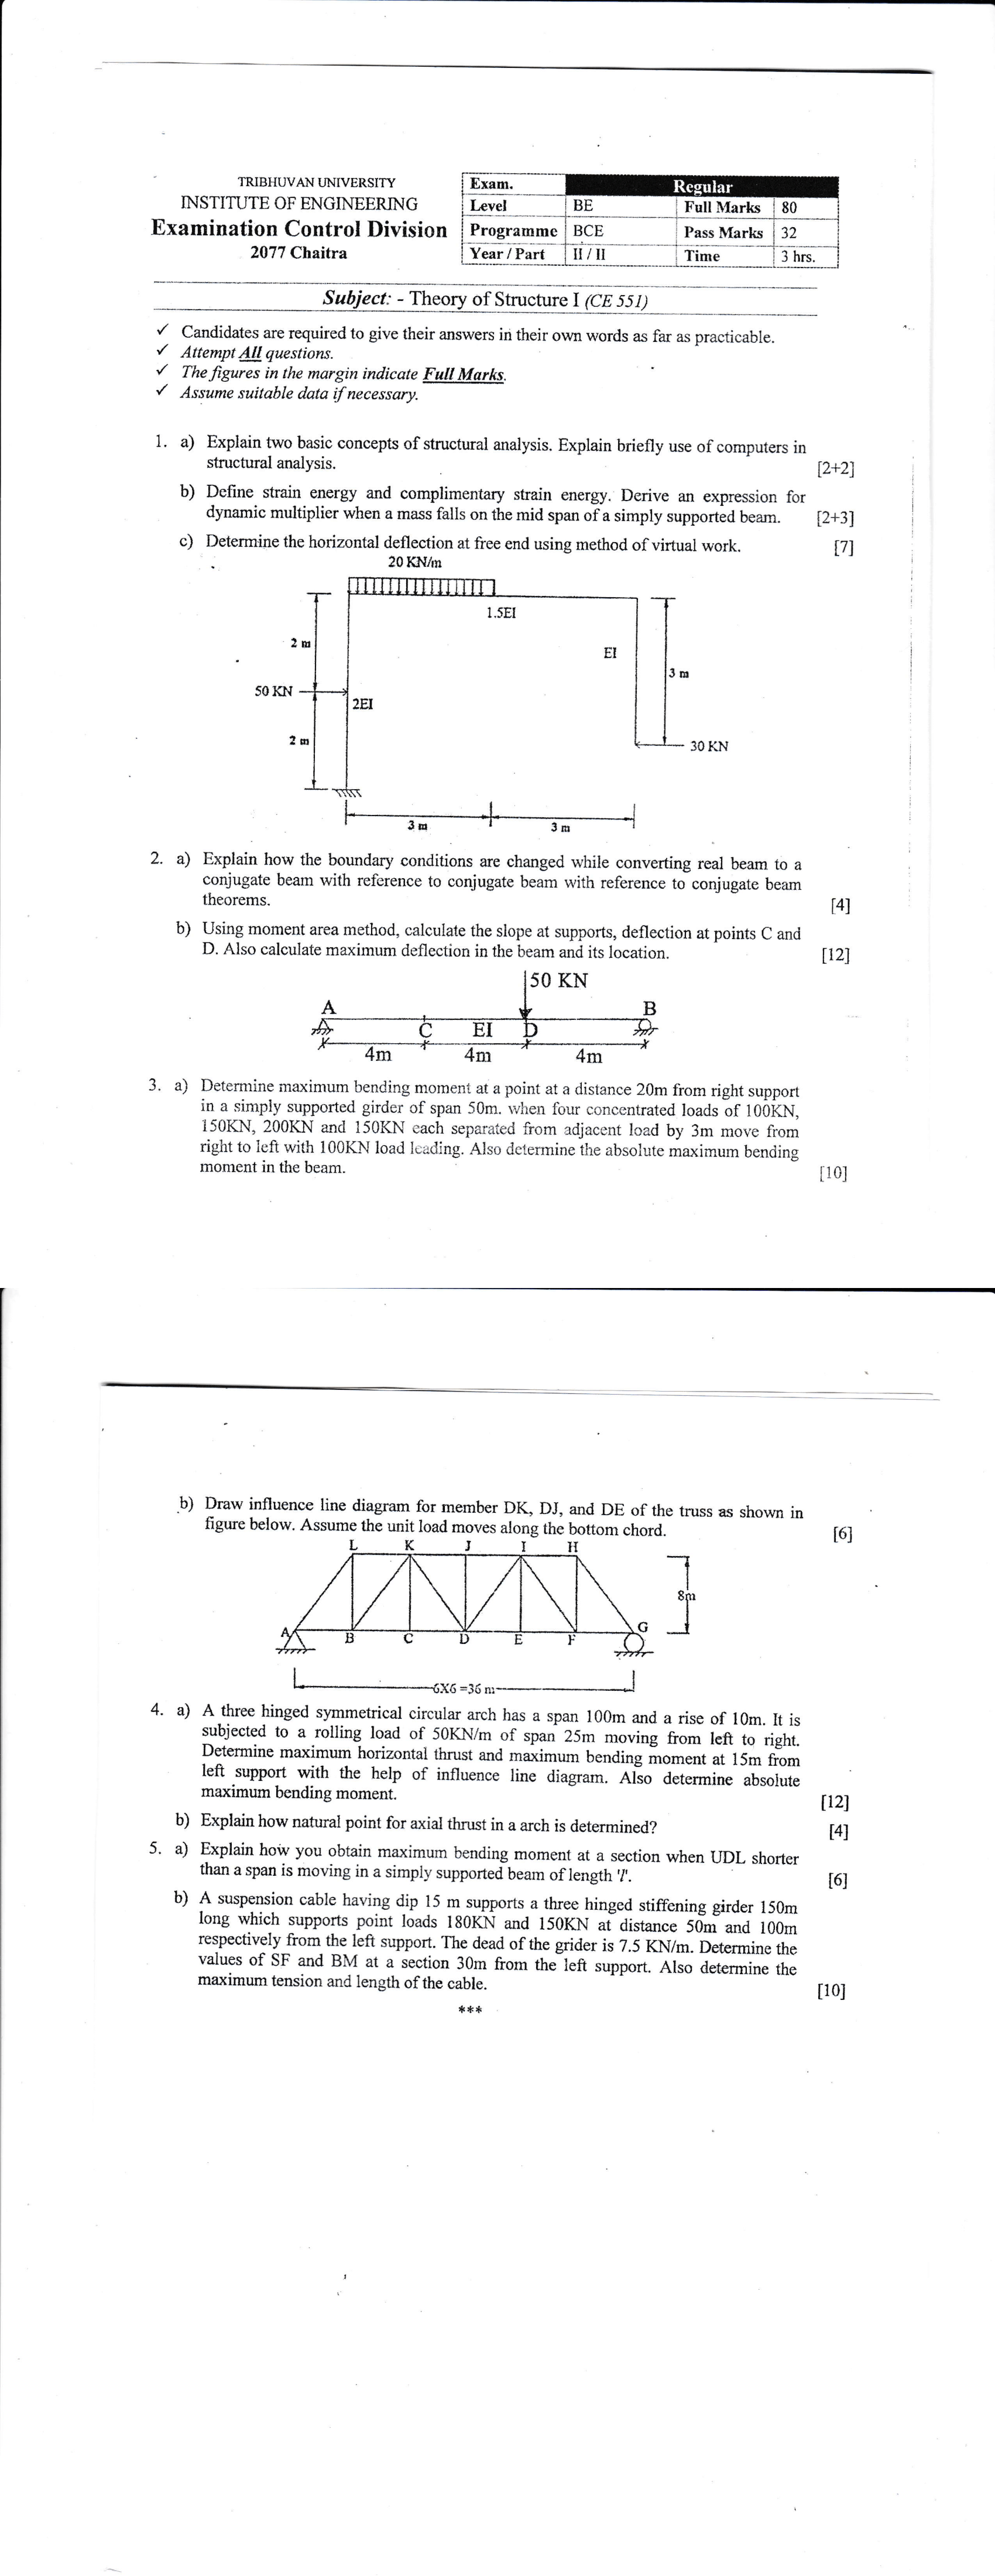 TRIBHUVAN UNIVERSITY
INSTITUTE OF ENGINEERING
Examination Control Division
2077 Chaitra
Exam. Regular
Level BE Full Marks 80
Programme BCE Pass Marks 32
Year / Part II / II Time 3 hrs.
Subject: - Theory of Structure I (CE 551)
✓ Candidates are required to give their answers in their own words as far as practicable.
✓ Attempt All questions.
✓ The figures in the margin indicate Full Marks.
✓ Assume suitable data if necessary.
1. a) Explain two basic concepts of structural analysis. Explain briefly use of computers in
structural analysis. [2+2]
b) Define strain energy and complimentary strain energy. Derive an expression for
dynamic multiplier when a mass falls on the mid span of a simply supported beam. [2+3]
c) Determine the horizontal deflection at free end using method of virtual work. [7]
20 KN/m
1.5EI
2 m
EI
3 m
50 KN
2EI
2 m
30 KN
3 m
3 m
2. a) Explain how the boundary conditions are changed while converting real beam to a
conjugate beam with reference to conjugate beam with reference to conjugate beam
theorems. [4]
b) Using moment area method, calculate the slope at supports, deflection at points C and
D. Also calculate maximum deflection in the beam and its location. [12]
50 KN
A B
C EI D
4m 4m 4m
3. a) Determine maximum bending moment at a point at a distance 20m from right support
in a simply supported girder of span 50m. when four concentrated loads of 100KN,
150KN, 200KN and 150KN each separated from adjacent load by 3m move from
right to left with 100KN load leading. Also determine the absolute maximum bending
moment in the beam. [10]
b) Draw influence line diagram for member DK, DJ, and DE of the truss as shown in
figure below. Assume the unit load moves along the bottom chord. [6]
L K J I H
8m
A B C D E F G
6X6 =36 m
4. a) A three hinged symmetrical circular arch has a span 100m and a rise of 10m. It is
subjected to a rolling load of 50KN/m of span 25m moving from left to right.
Determine maximum horizontal thrust and maximum bending moment at 15m from
left support with the help of influence line diagram. Also determine absolute
maximum bending moment. [12]
b) Explain how natural point for axial thrust in a arch is determined? [4]
5. a) Explain how you obtain maximum bending moment at a section when UDL shorter
than a span is moving in a simply supported beam of length 'l'. [6]
b) A suspension cable having dip 15 m supports a three hinged stiffening girder 150m
long which supports point loads 180KN and 150KN at distance 50m and 100m
respectively from the left support. The dead of the grider is 7.5 KN/m. Determine the
values of SF and BM at a section 30m from the left support. Also determine the
maximum tension and length of the cable. [10]
***